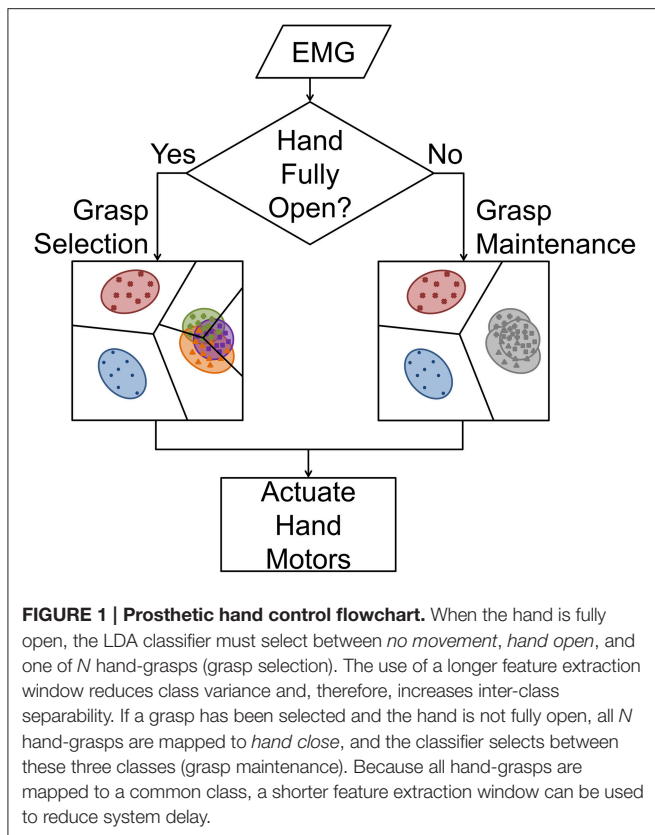 EMG
Hand
Fully
Open?
Yes
No
Grasp
Selection
Grasp
Maintenance
Actuate
Hand
Motors
FIGURE 1 | Prosthetic hand control flowchart. When the hand is fully
open, the LDA classifier must select between no movement, hand open, and
one of N hand-grasps (grasp selection). The use of a longer feature extraction
window reduces class variance and, therefore, increases inter-class
separability. If a grasp has been selected and the hand is not fully open, all N
hand-grasps are mapped to hand close, and the classifier selects between
these three classes (grasp maintenance). Because all hand-grasps are
mapped to a common class, a shorter feature extraction window can be used
to reduce system delay.